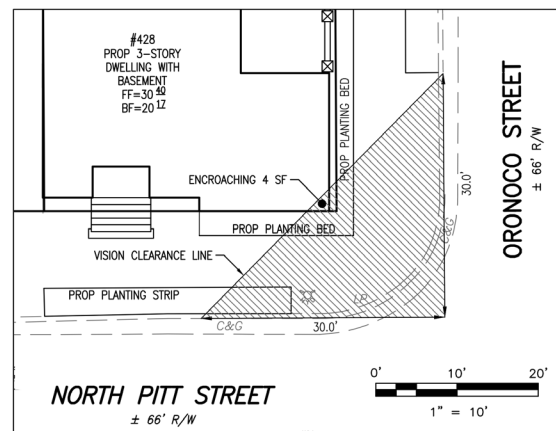 #428
PROP 3-STORY
DWELLING WITH
BASEMENT
FF=30 40
BF=20 17
PROP PLANTING BED
ORONOCO STREET
± 66' R/W
ENCROACHING 4 SF
30.0'
C&G
PROP PLANTING BED
VISION CLEARANCE LINE
PROP PLANTING STRIP
LP
C&G
30.0'
NORTH PITT STREET
± 66' R/W
0' 10' 20'
1" = 10'